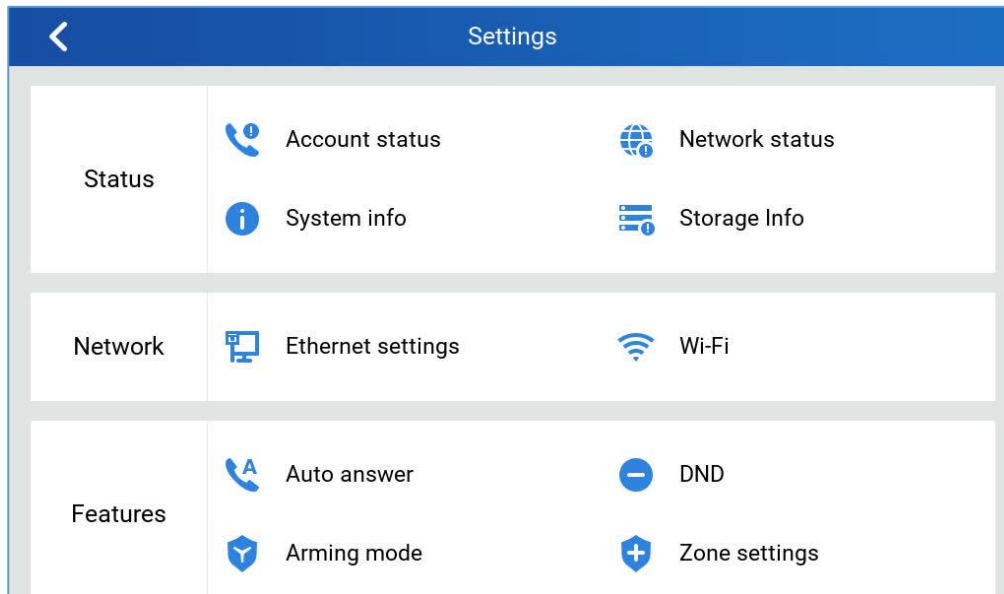 Settings
Status
Account status
Network status
System info
Storage Info
Network
Ethernet settings
Wi-Fi
Features
Auto answer
DND
Arming mode
Zone settings